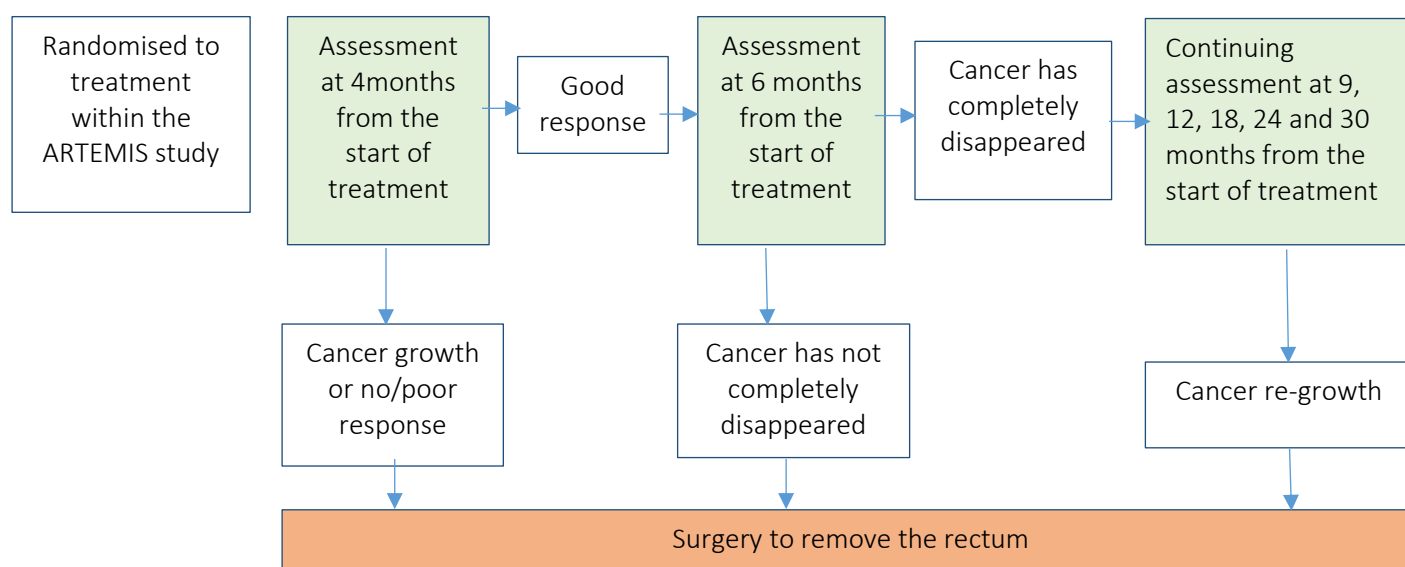 Randomised to
treatment
within the
ARTEMIS study
Assessment
at 4months
from the
start of
treatment
Good
response
Assessment
at 6 months
from the
start of
treatment
Cancer has
completely
disappeared
Continuing
assessment at 9,
12, 18, 24 and 30
months from the
start of treatment
Cancer growth
or no/poor
response
Cancer has not
completely
disappeared
Cancer re-growth
Surgery to remove the rectum